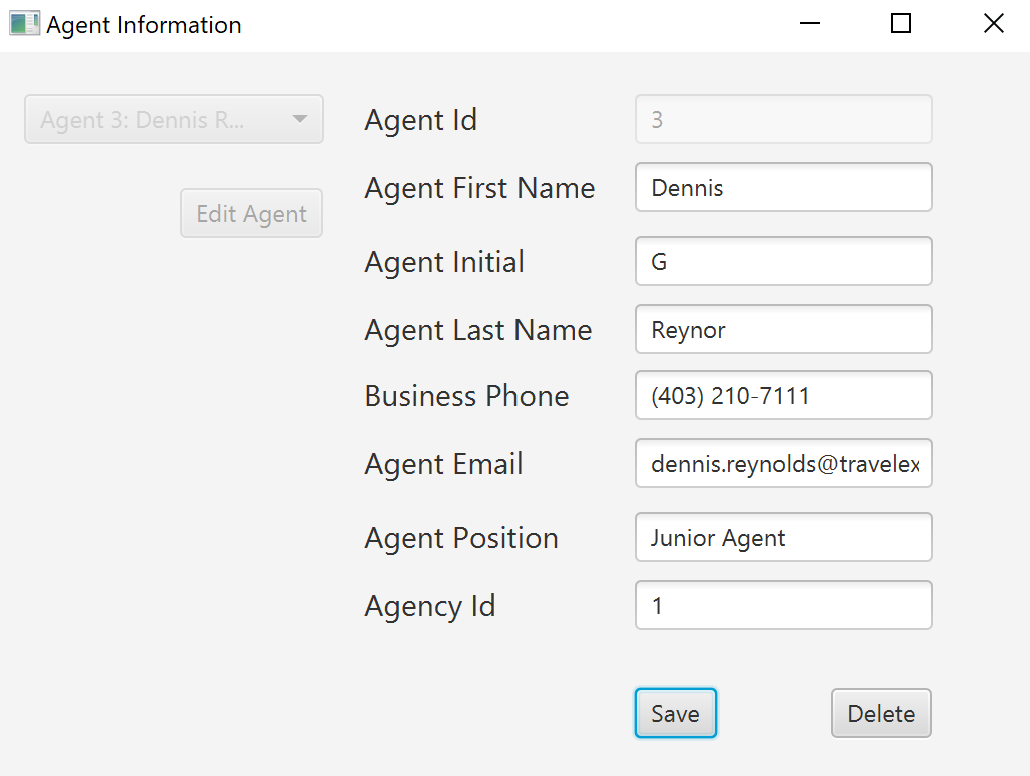 Agent Information
Agent 3: Dennis R...
Agent Id
3
Agent First Name
Dennis
Edit Agent
Agent Initial
G
Agent Last Name
Reynor
Business Phone
(403) 210-7111
Agent Email
dennis.reynolds@travelex
Agent Position
Junior Agent
Agency Id
1
Save
Delete